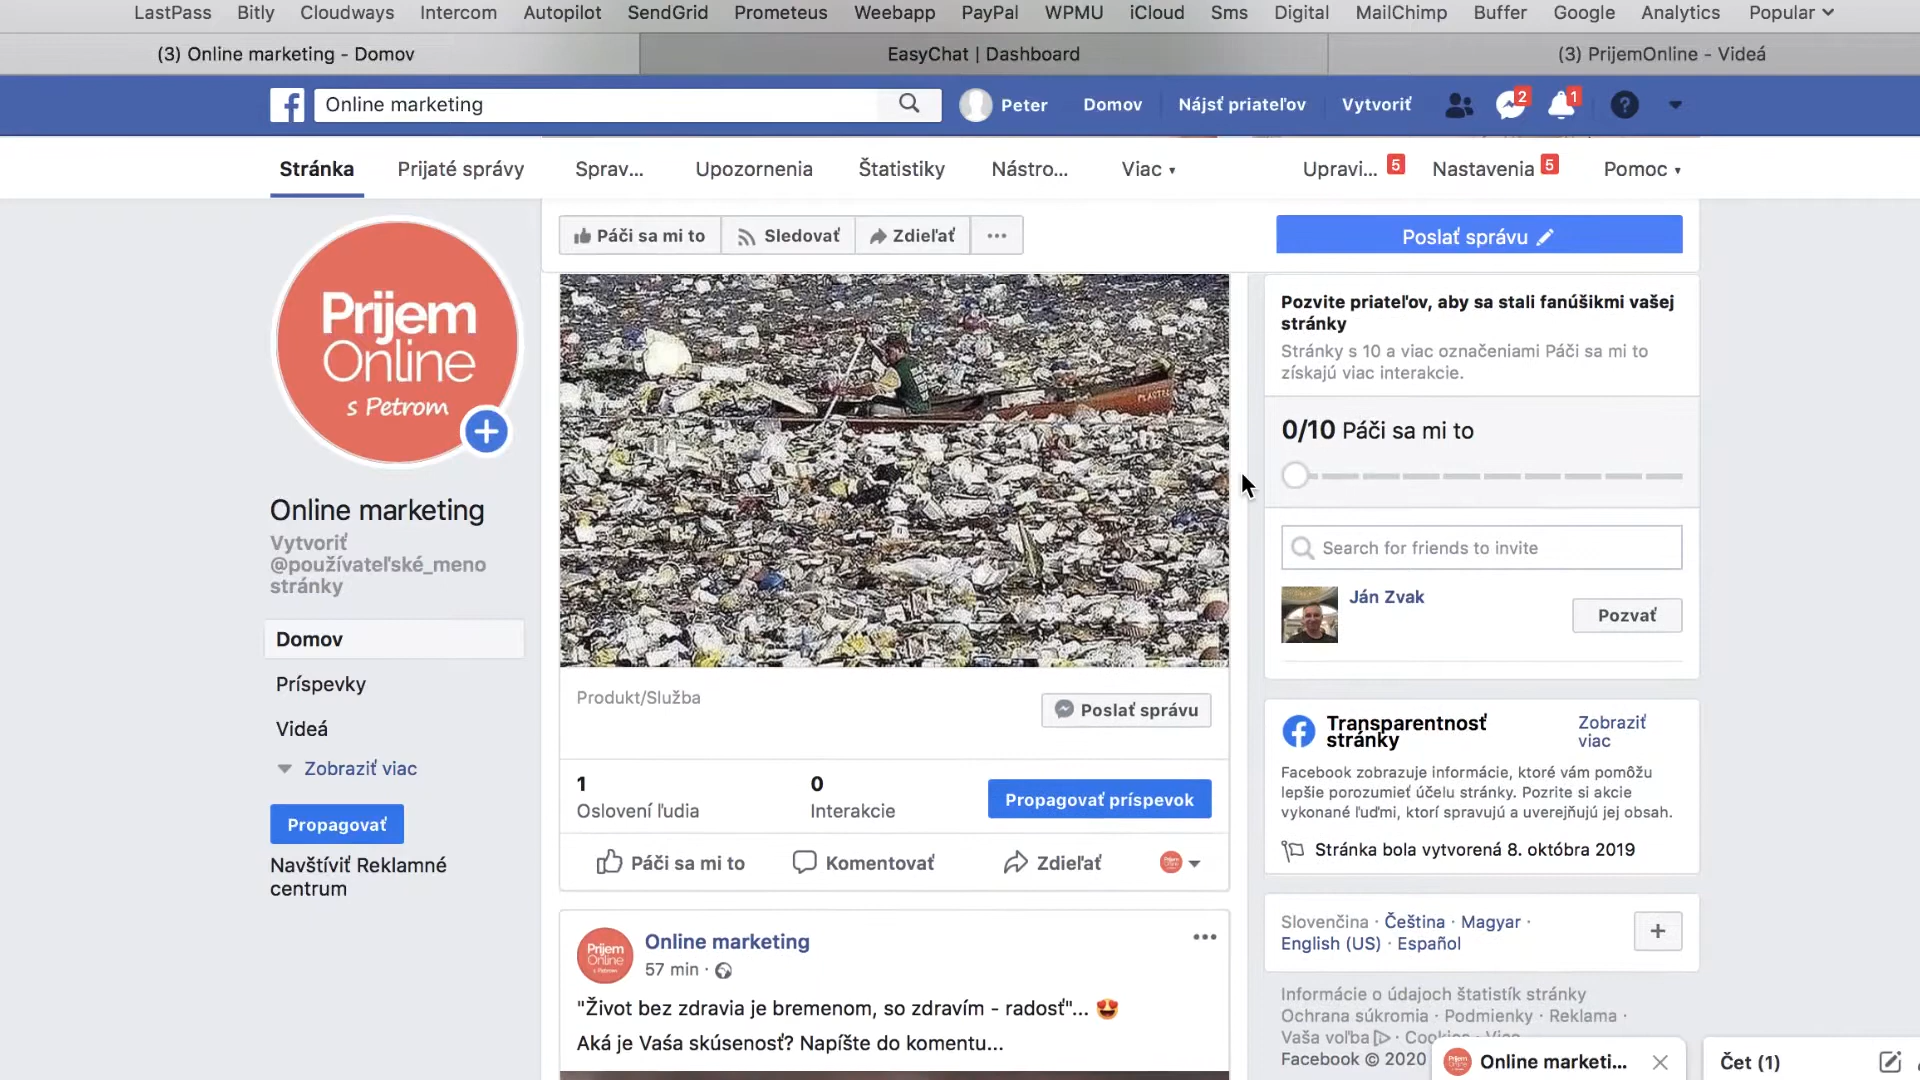 LastPass Bitly Cloudways Intercom Autopilot SendGrid Prometeus Weebapp PayPal WPMU iCloud Sms Digital MailChimp Buffer Google Analytics Popular
(3) Online marketing - Domov EasyChat | Dashboard (3) PrijemOnline - Videá
Online marketing Peter Domov Nájsť priateľov Vytvoriť 2 1
Stránka Prijaté správy Sprav... Upozornenia Štatistiky Nástro... Viac Upravi... 5 Nastavenia 5 Pomoc
Páči sa mi to Sledovať Zdieľať ... Poslať správu
Prijem
Online
s Petrom
Online marketing
Vytvoriť
@používateľské_meno
stránky
Domov
Príspevky
Videá
Zobraziť viac
Propagovať
Navštíviť Reklamné
centrum
Produkt/Služba
Poslať správu
1 0
Oslovení ľudia Interakcie
Propagovať príspevok
Páči sa mi to Komentovať Zdieľať
Prijem
Online
Online marketing
57 min ·
"Život bez zdravia je bremenom, so zdravím - radosť"... 😍
Aká je Vaša skúsenosť? Napíšte do komentu...
Pozvite priateľov, aby sa stali fanúšikmi vašej
stránky
Stránky s 10 a viac označeniami Páči sa mi to
získajú viac interakcie.
0/10 Páči sa mi to
Search for friends to invite
Ján Zvak
Pozvať
Transparentnosť
stránky
Zobraziť
viac
Facebook zobrazuje informácie, ktoré vám pomôžu
lepšie porozumieť účelu stránky. Pozrite si akcie
vykonané ľuďmi, ktorí spravujú a uverejňujú jej obsah.
Stránka bola vytvorená 8. októbra 2019
Slovenčina · Čeština · Magyar ·
English (US) · Español
Informácie o údajoch štatistík stránky
Ochrana súkromia · Podmienky · Reklama ·
Vaša voľba · Cookies · Viac
Facebook © 2020
Online marketi...
Čet (1)